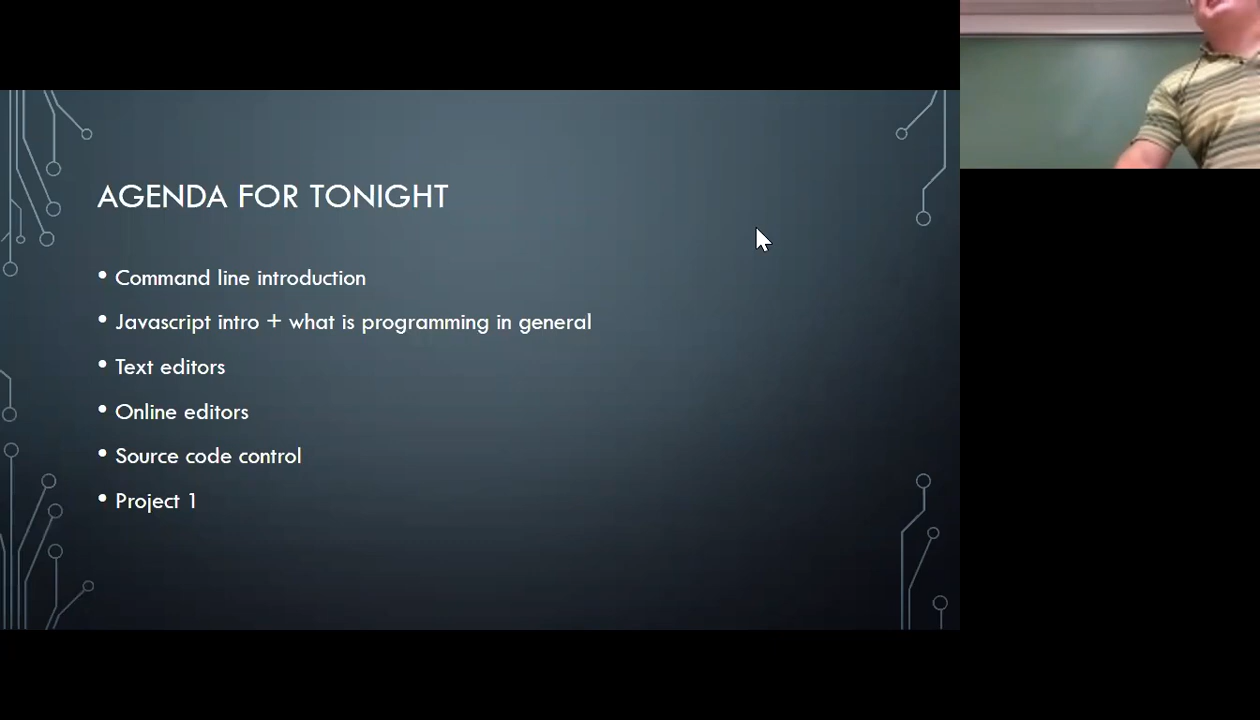 AGENDA FOR TONIGHT
• Command line introduction
• Javascript intro + what is programming in general
• Text editors
• Online editors
• Source code control
• Project 1